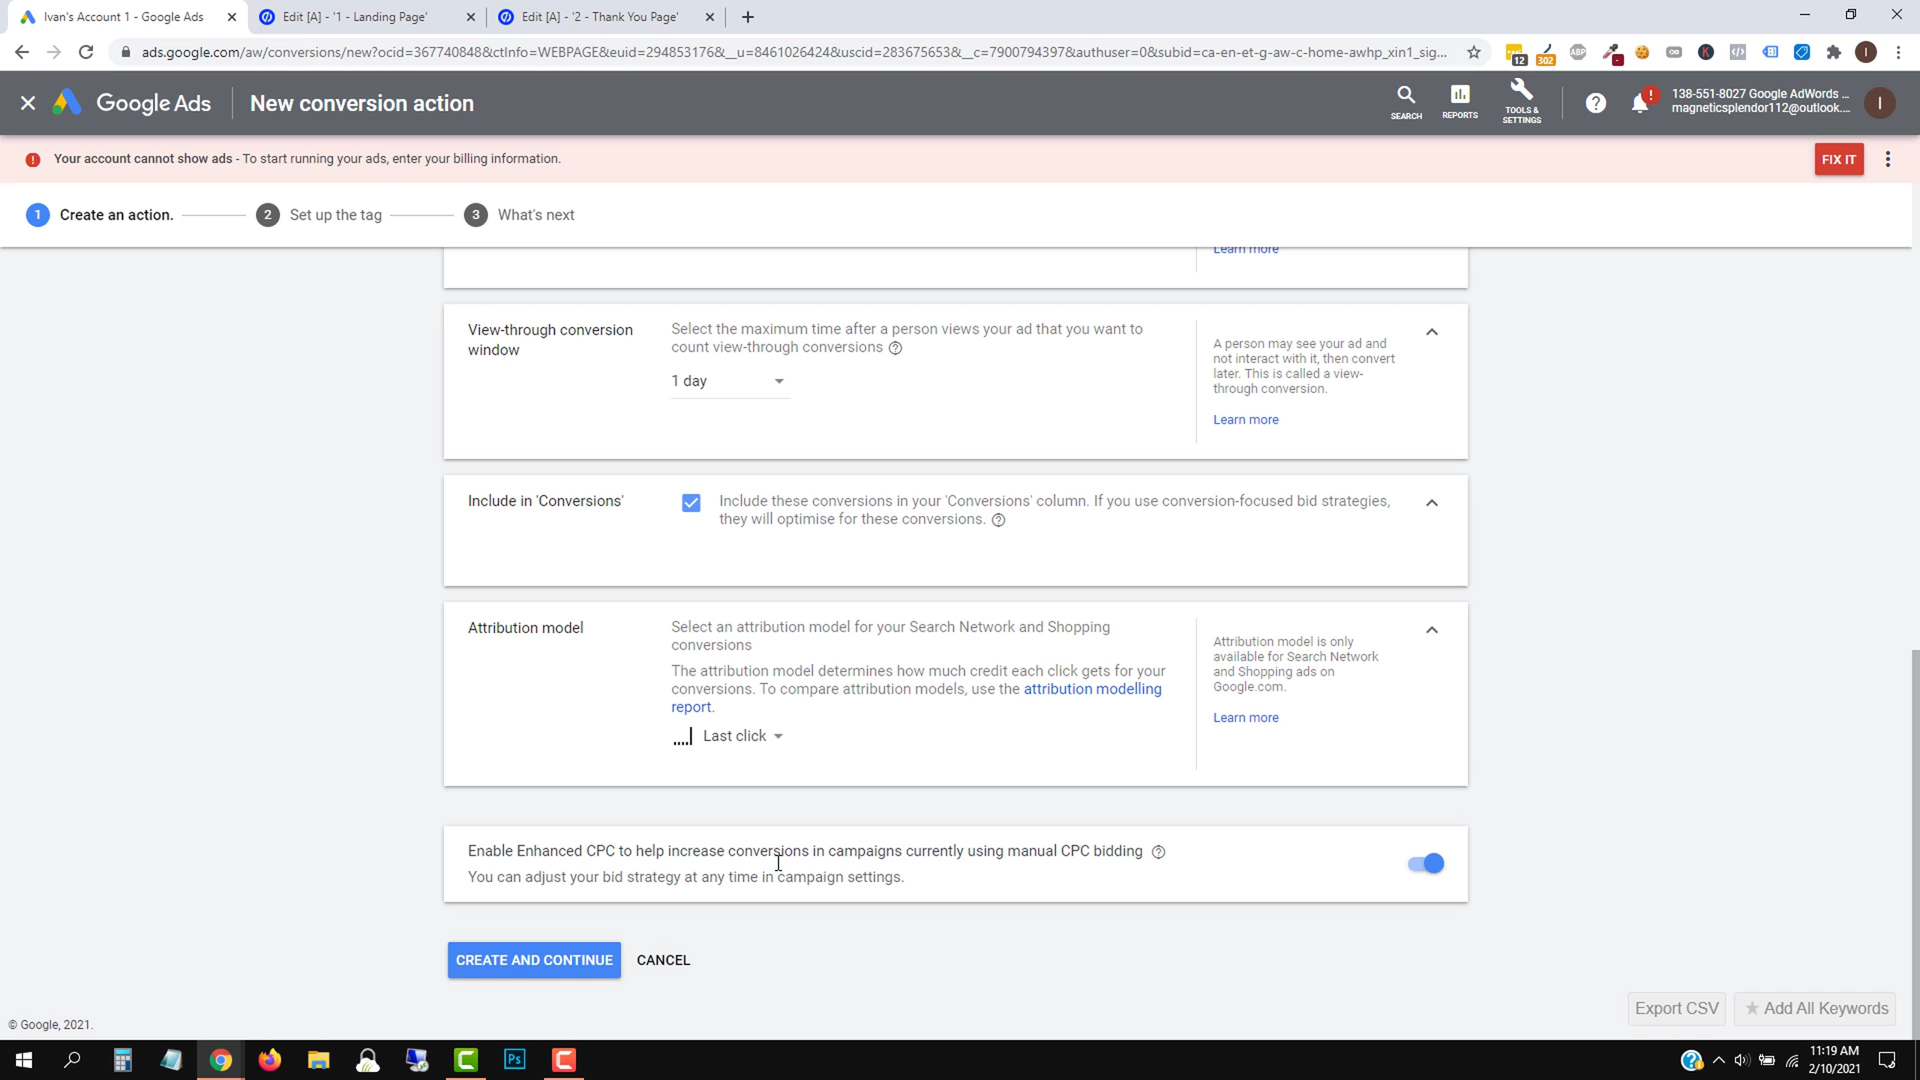 Ivan's Account 1 - Google Ads
Edit [A] - '1 - Landing Page'
Edit [A] - '2 - Thank You Page'
ads.google.com/aw/conversions/new?ocid=367740848&ctInfo=WEBPAGE&euid=294853176&__u=8461026424&uscid=283675653&__c=7900794397&authuser=0&subid=ca-en-et-g-aw-c-home-awhp_xin1_sig...
12
302
ABP
K
I
Google Ads
New conversion action
SEARCH
REPORTS
TOOLS & SETTINGS
138-551-8027 Google AdWords ...
magneticsplendor112@outlook....
I
Your account cannot show ads - To start running your ads, enter your billing information.
FIX IT
1 Create an action.
2 Set up the tag
3 What's next
Learn more
View-through conversion window
Select the maximum time after a person views your ad that you want to
count view-through conversions
1 day
A person may see your ad and
not interact with it, then convert
later. This is called a view-
through conversion.
Learn more
Include in 'Conversions'
Include these conversions in your 'Conversions' column. If you use conversion-focused bid strategies,
they will optimise for these conversions.
Attribution model
Select an attribution model for your Search Network and Shopping
conversions
The attribution model determines how much credit each click gets for your
conversions. To compare attribution models, use the attribution modelling
report.
Last click
Attribution model is only
available for Search Network
and Shopping ads on
Google.com.
Learn more
Enable Enhanced CPC to help increase conversions in campaigns currently using manual CPC bidding
You can adjust your bid strategy at any time in campaign settings.
CREATE AND CONTINUE
CANCEL
Export CSV
Add All Keywords
© Google, 2021.
Ps
11:19 AM
2/10/2021